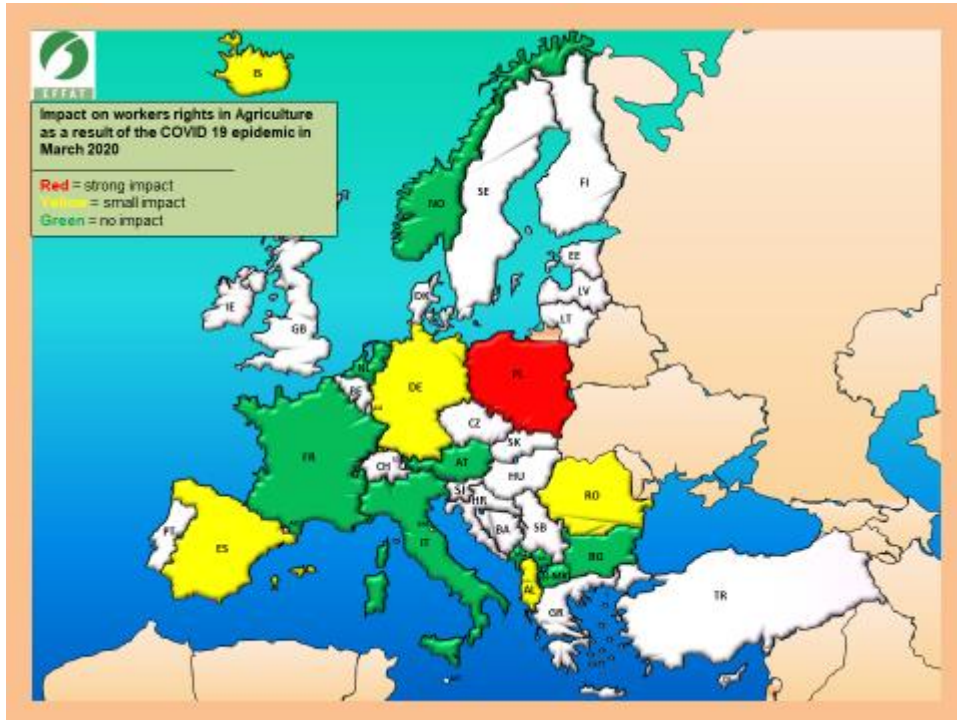 IS
EFFAT
Impact on workers rights in Agriculture
as a result of the COVID 19 epidemic in
March 2020
Red = strong impact
Yellow = small impact
Green = no impact
NO
SE
FI
EE
LV
LT
DK
IE
GB
NL
BE
DE
PL
CZ
SK
FR
CH
AT
HU
SI
HR
RO
BA
SB
PT
ES
IT
BG
MK
AL
GR
TR